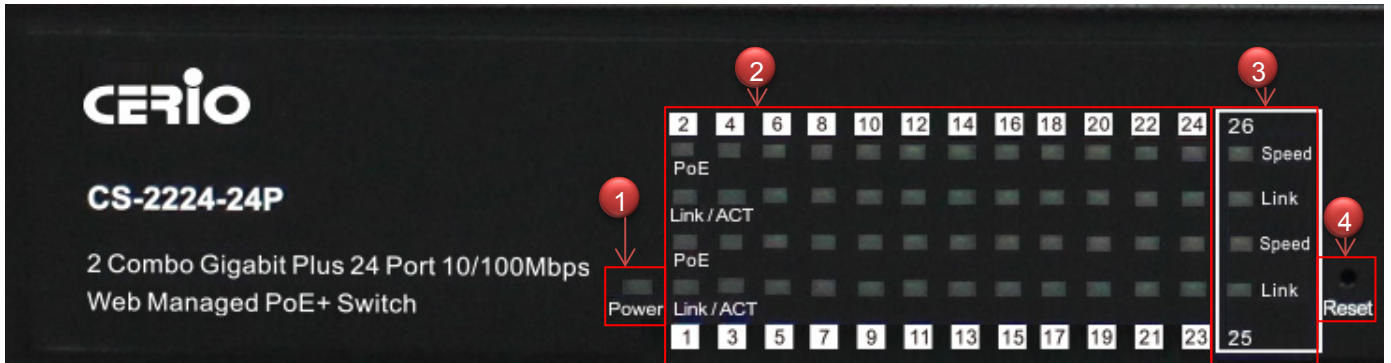 CERIO
CS-2224-24P
2 Combo Gigabit Plus 24 Port 10/100Mbps
Web Managed PoE+ Switch
1
Power
2
2 4 6 8 10 12 14 16 18 20 22 24
PoE
Link / ACT
PoE
Link / ACT
1 3 5 7 9 11 13 15 17 19 21 23
3
26
Speed
Link
Speed
Link
25
4
Reset